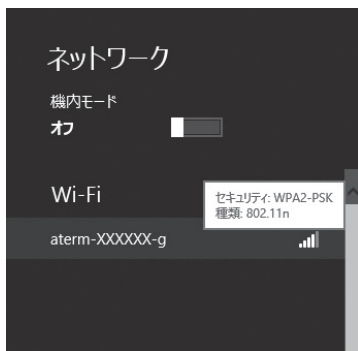 ネットワーク
機内モード
オフ
Wi-Fi
セキュリティ: WPA2-PSK
種類: 802.11n
aterm-XXXXXX-g